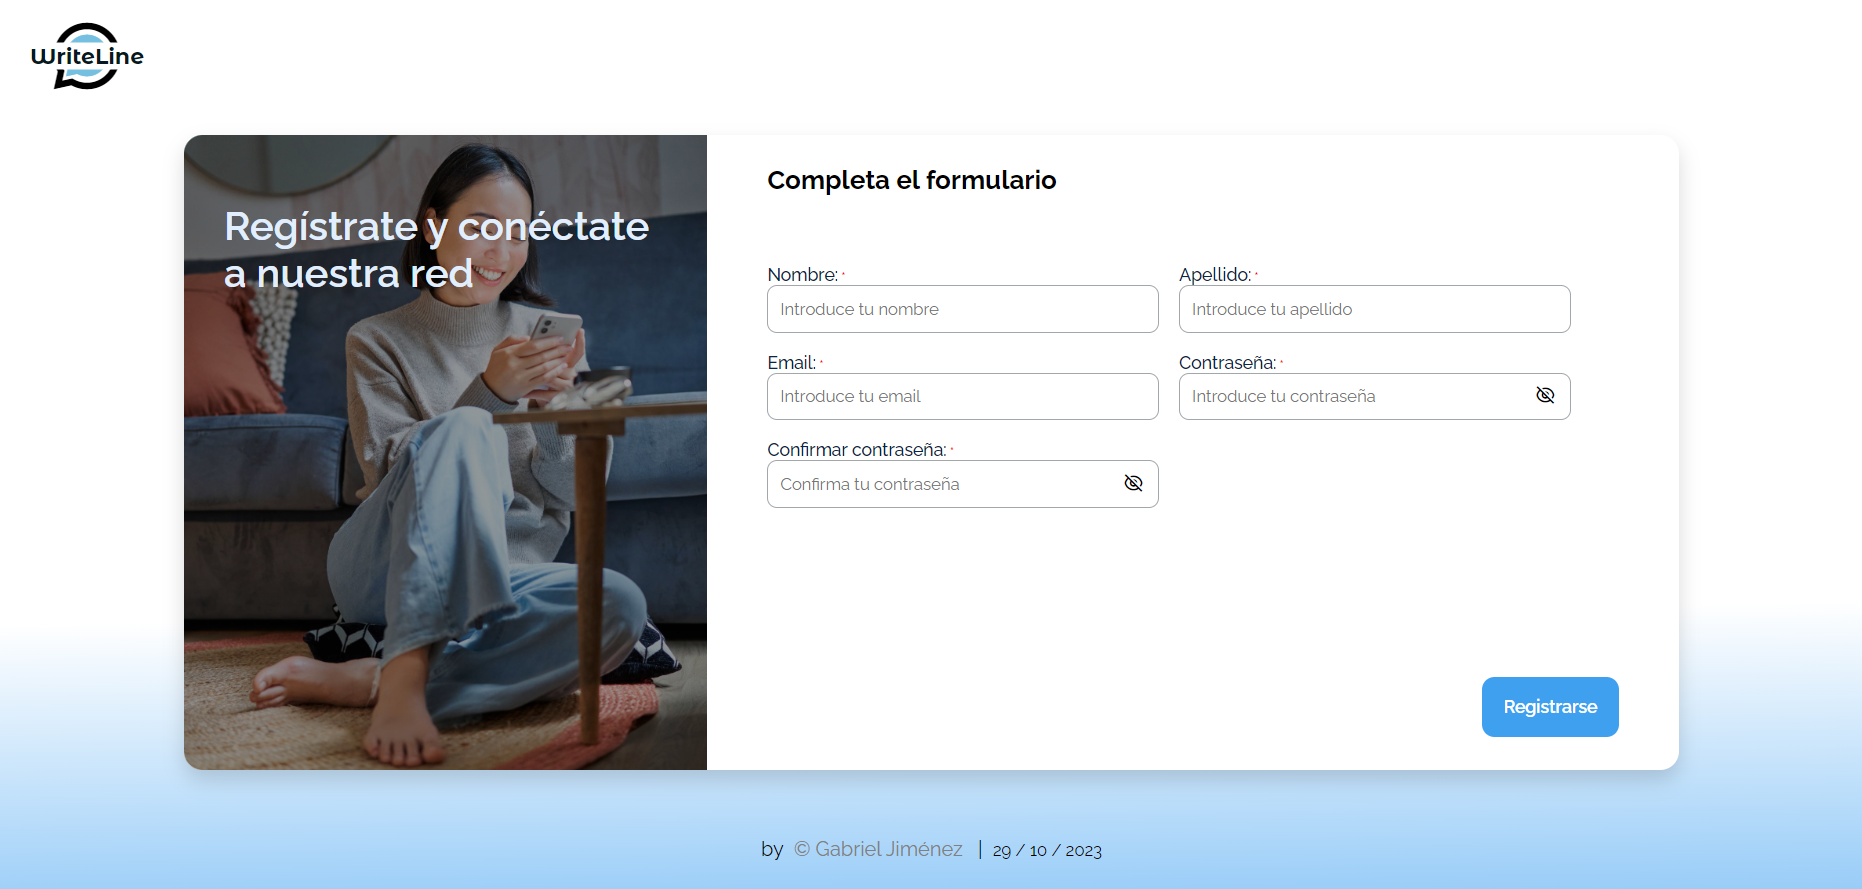 WriteLine
Regístrate y conéctate
a nuestra red
Completa el formulario
Nombre: *
Apellido: *
Introduce tu nombre
Introduce tu apellido
Email: *
Contraseña: *
Introduce tu email
Introduce tu contraseña
Confirmar contraseña: *
Confirma tu contraseña
Registrarse
by © Gabriel Jiménez | 29 / 10 / 2023